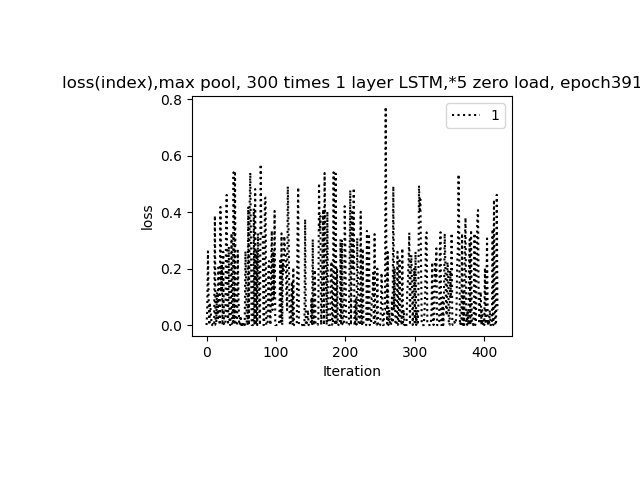 loss(index),max pool, 300 times 1 layer LSTM,*5 zero load, epoch391
1
0.8
0.6
0.4
0.2
0.0
loss
0 100 200 300 400
Iteration